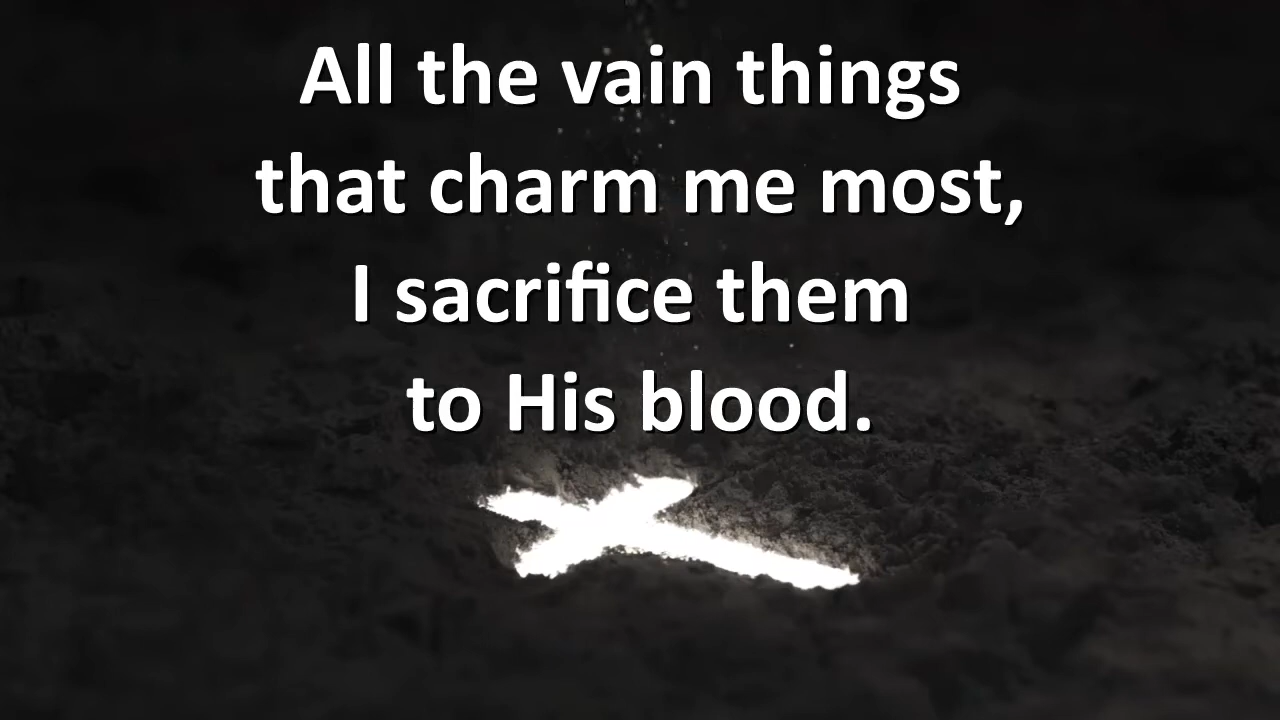 All the vain things
that charm me most,
I sacrifice them
to His blood.